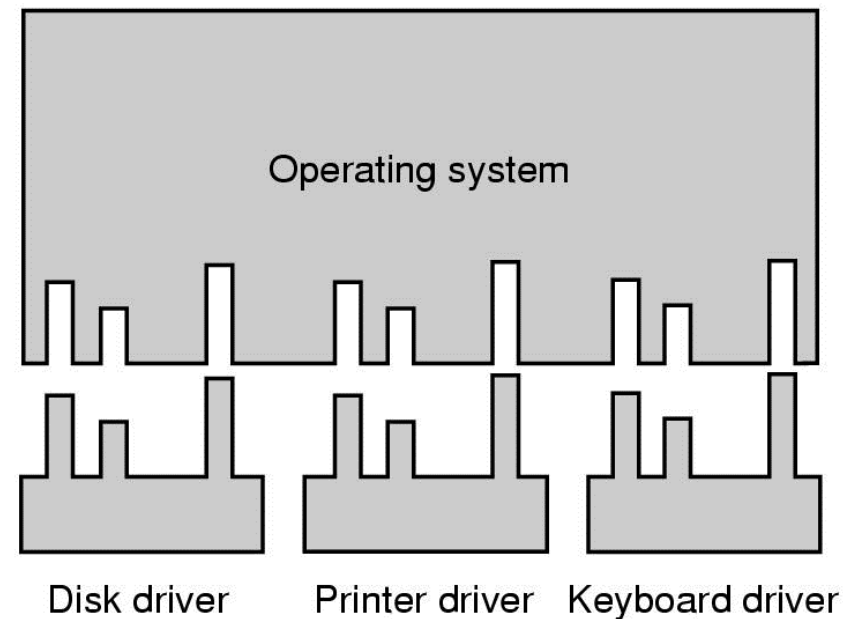 Operating system
Disk driver
Printer driver
Keyboard driver